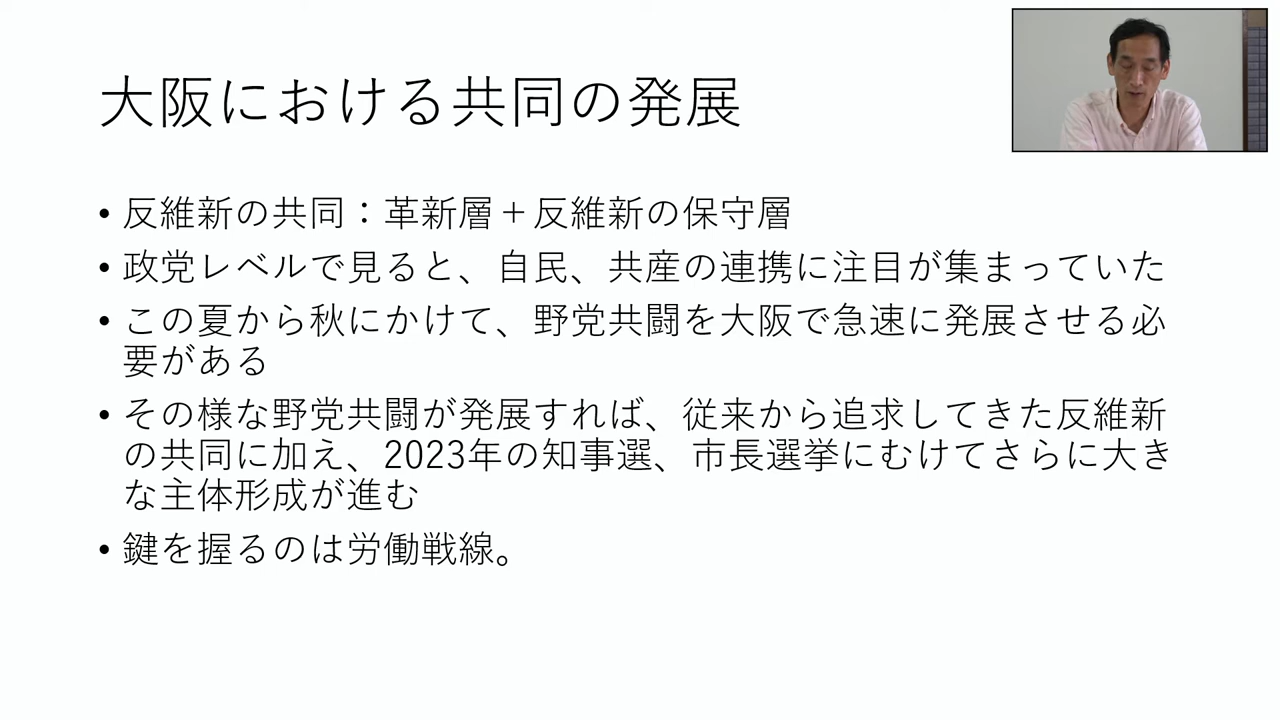 大阪における共同の発展
• 反維新の共同：革新層＋反維新の保守層
• 政党レベルで見ると、自民、共産の連携に注目が集まっていた
• この夏から秋にかけて、野党共闘を大阪で急速に発展させる必
要がある
• その様な野党共闘が発展すれば、従来から追求してきた反維新
の共同に加え、2023年の知事選、市長選挙にむけてさらに大き
な主体形成が進む
• 鍵を握るのは労働戦線。